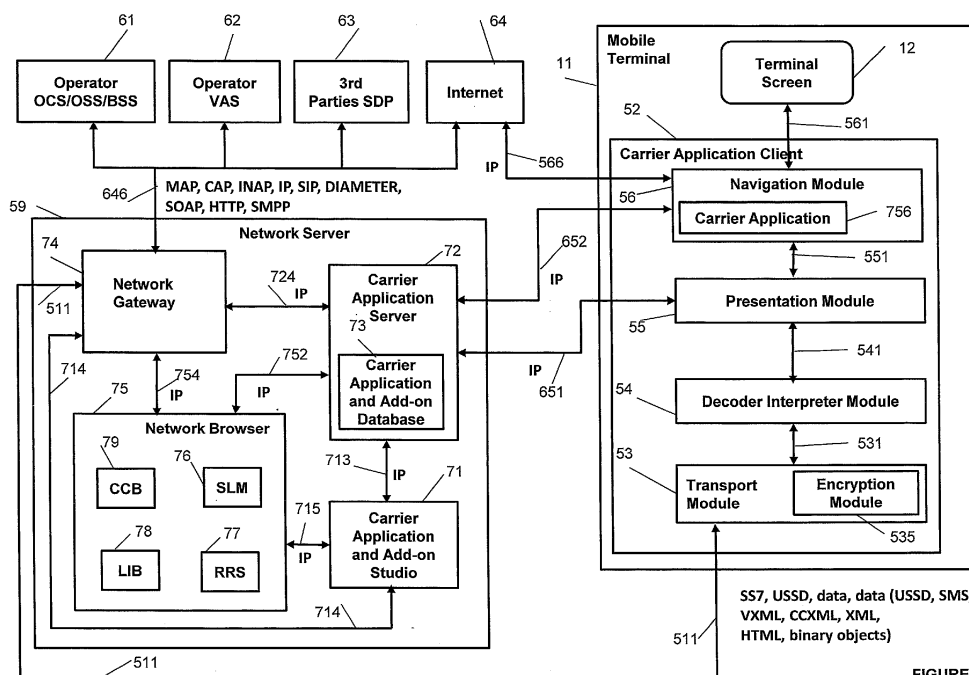 61
62
63
64
Operator
OCS/OSS/BSS
Operator
VAS
3rd
Parties SDP
Internet
Mobile
Terminal
11
12
Terminal
Screen
52
561
566
IP
646
MAP, CAP, INAP, IP, SIP, DIAMETER,
SOAP, HTTP, SMPP
Carrier Application Client
Navigation Module
56
Carrier Application
756
59
Network Server
74
Network
Gateway
511
724
IP
72
Carrier
Application
Server
73
Carrier
Application
and Add-on
Database
652
IP
551
Presentation Module
55
714
754
IP
752
IP
IP
651
541
75
Network Browser
79
CCB
76
SLM
78
LIB
77
RRS
54
Decoder Interpreter Module
713
IP
71
531
53
Transport
Module
Encryption
Module
535
715
IP
Carrier
Application
and Add-on
Studio
714
SS7, USSD, data, data (USSD, SMS
VXML, CCXML, XML,
HTML, binary objects)
511
511
FIGURE